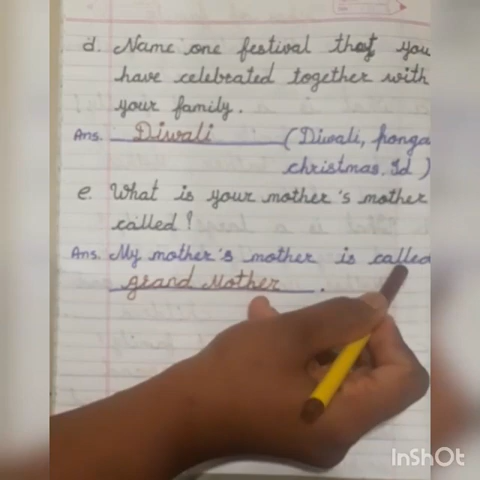 d. Name one festival that you
have celebrated together with
your family.
Ans. Diwali (Diwali, ponga
christmas, Id )
e. What is your mother's mother
called?
Ans. My mother's mother is called
grand Mother .
InShOt